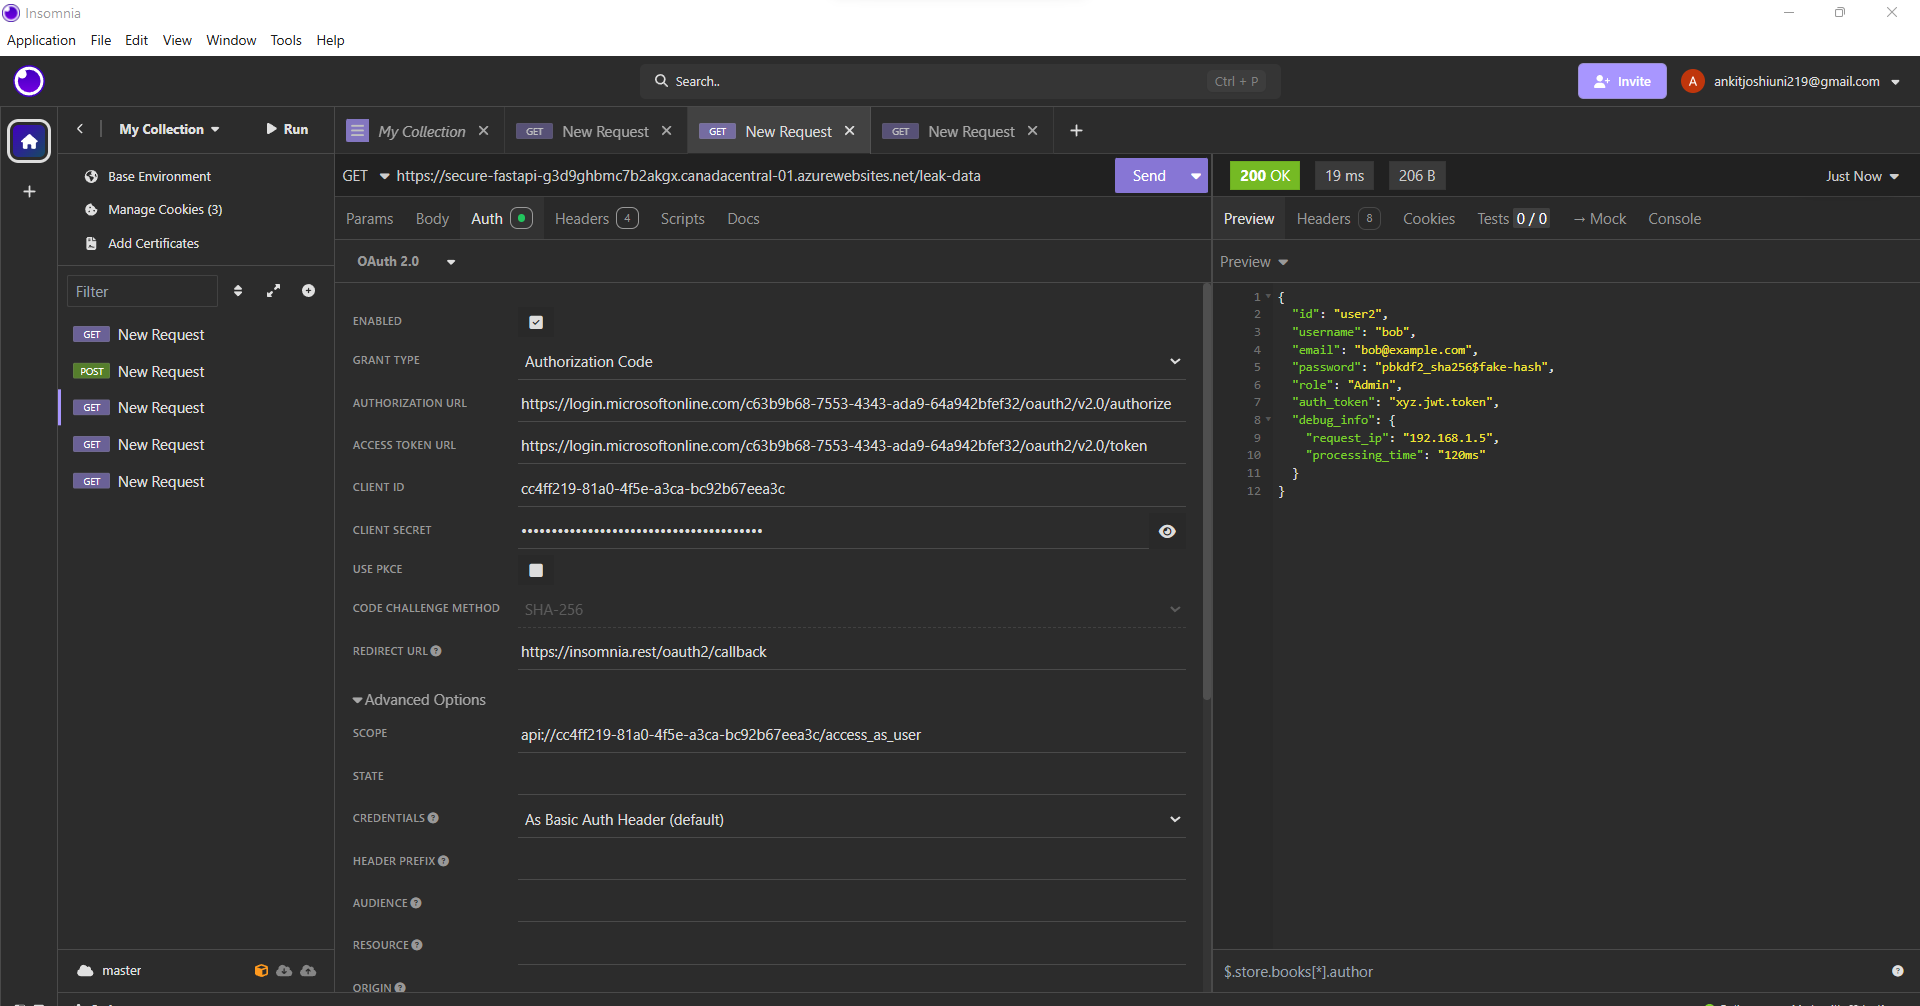 Insomnia
Application File Edit View Window Tools Help
Search.. Ctrl + P
Invite
A ankitjoshiuni219@gmail.com
My Collection Run
My Collection GET New Request GET New Request GET New Request
Base Environment
Manage Cookies (3)
Add Certificates
Filter
GET New Request
POST New Request
GET New Request
GET New Request
GET New Request
master
GET https://secure-fastapi-g3d9ghbmc7b2akgx.canadacentral-01.azurewebsites.net/leak-data Send
Params Body Auth Headers 4 Scripts Docs
OAuth 2.0
ENABLED
GRANT TYPE Authorization Code
AUTHORIZATION URL https://login.microsoftonline.com/c63b9b68-7553-4343-ada9-64a942bfef32/oauth2/v2.0/authorize
ACCESS TOKEN URL https://login.microsoftonline.com/c63b9b68-7553-4343-ada9-64a942bfef32/oauth2/v2.0/token
CLIENT ID cc4ff219-81a0-4f5e-a3ca-bc92b67eea3c
CLIENT SECRET ••••••••••••••••••••••••••••••••••••••••
USE PKCE
CODE CHALLENGE METHOD SHA-256
REDIRECT URL https://insomnia.rest/oauth2/callback
Advanced Options
SCOPE api://cc4ff219-81a0-4f5e-a3ca-bc92b67eea3c/access_as_user
STATE
CREDENTIALS As Basic Auth Header (default)
HEADER PREFIX
AUDIENCE
RESOURCE
ORIGIN
200 OK 19 ms 206 B Just Now
Preview Headers 8 Cookies Tests 0 / 0 → Mock Console
Preview
1 {
2 "id": "user2",
3 "username": "bob",
4 "email": "bob@example.com",
5 "password": "pbkdf2_sha256$fake-hash",
6 "role": "Admin",
7 "auth_token": "xyz.jwt.token",
8 "debug_info": {
9 "request_ip": "192.168.1.5",
10 "processing_time": "120ms"
11 }
12 }
$.store.books[*].author